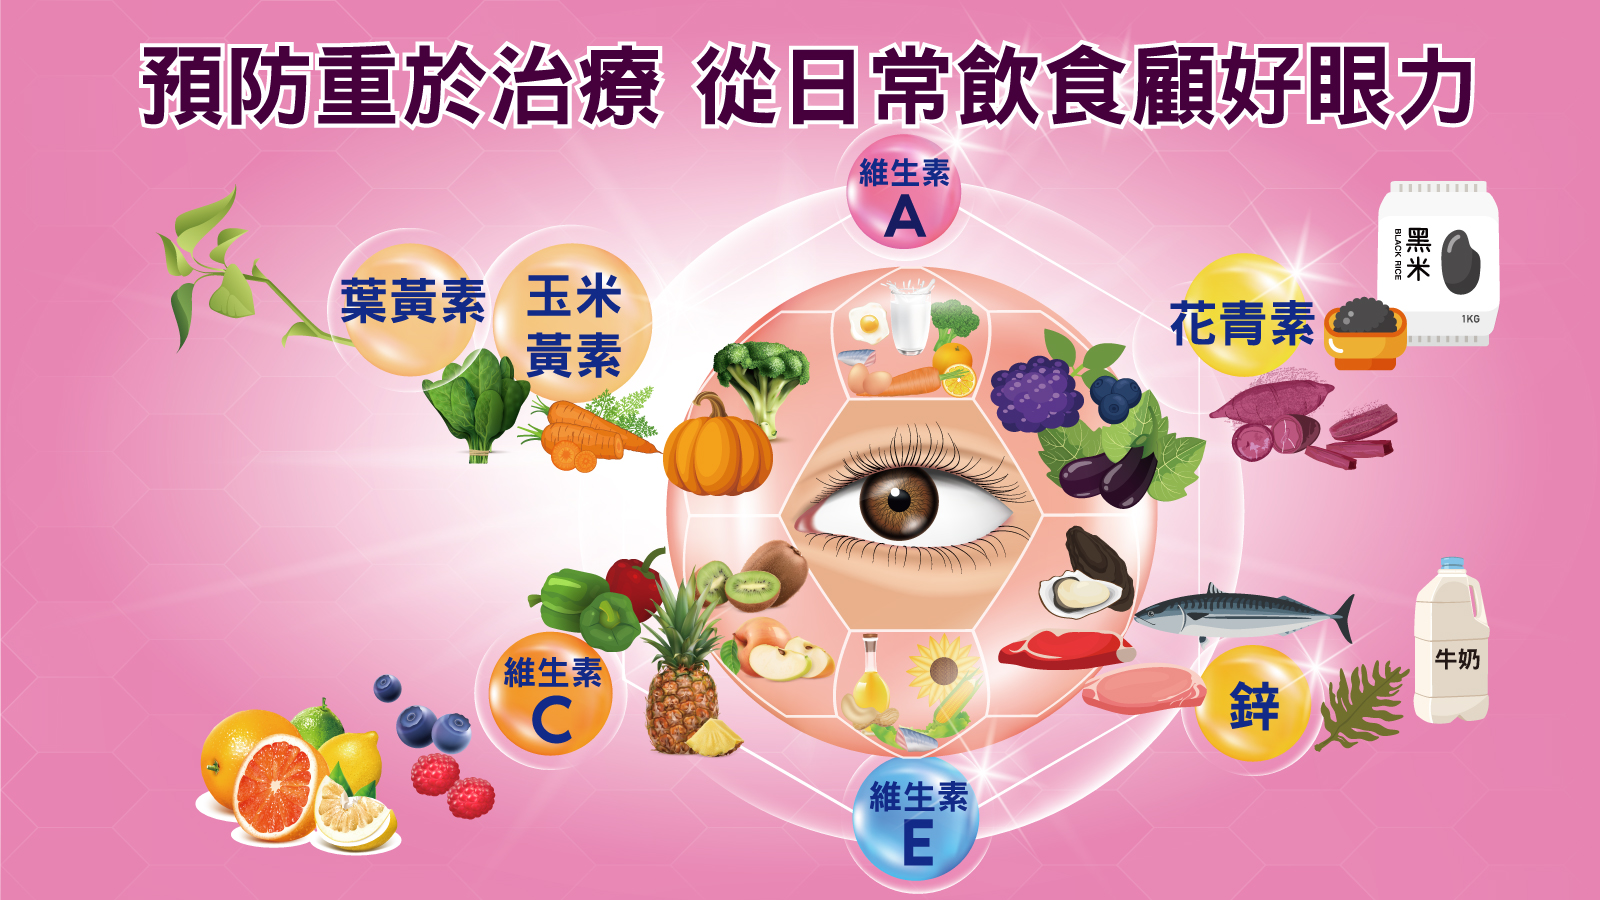 預防重於治療 從日常飲食顧好眼力
維生素
A
葉黃素
玉米
黃素
花青素
黑米
BLACK RICE
1KG
維生素
C
鋅
牛奶
維生素
E